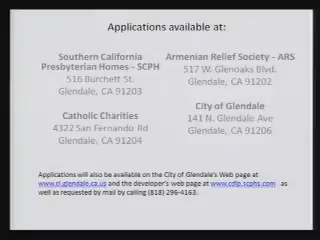 Applications available at:
Southern California
Presbyterian Homes - SCPH
516 Burchett St.
Glendale, CA 91203
Catholic Charities
4322 San Fernando Rd
Glendale, CA 91204
Armenian Relief Society - ARS
517 W. Glenoaks Blvd.
Glendale, CA 91202
City of Glendale
141 N. Glendale Ave
Glendale, CA 91206
Applications will also be available on the City of Glendale's Web page at
www.ci.glendale.ca.us and the developer's web page at www.cdlp.scphs.com as
well as requested by mail by calling (818) 296-4163.